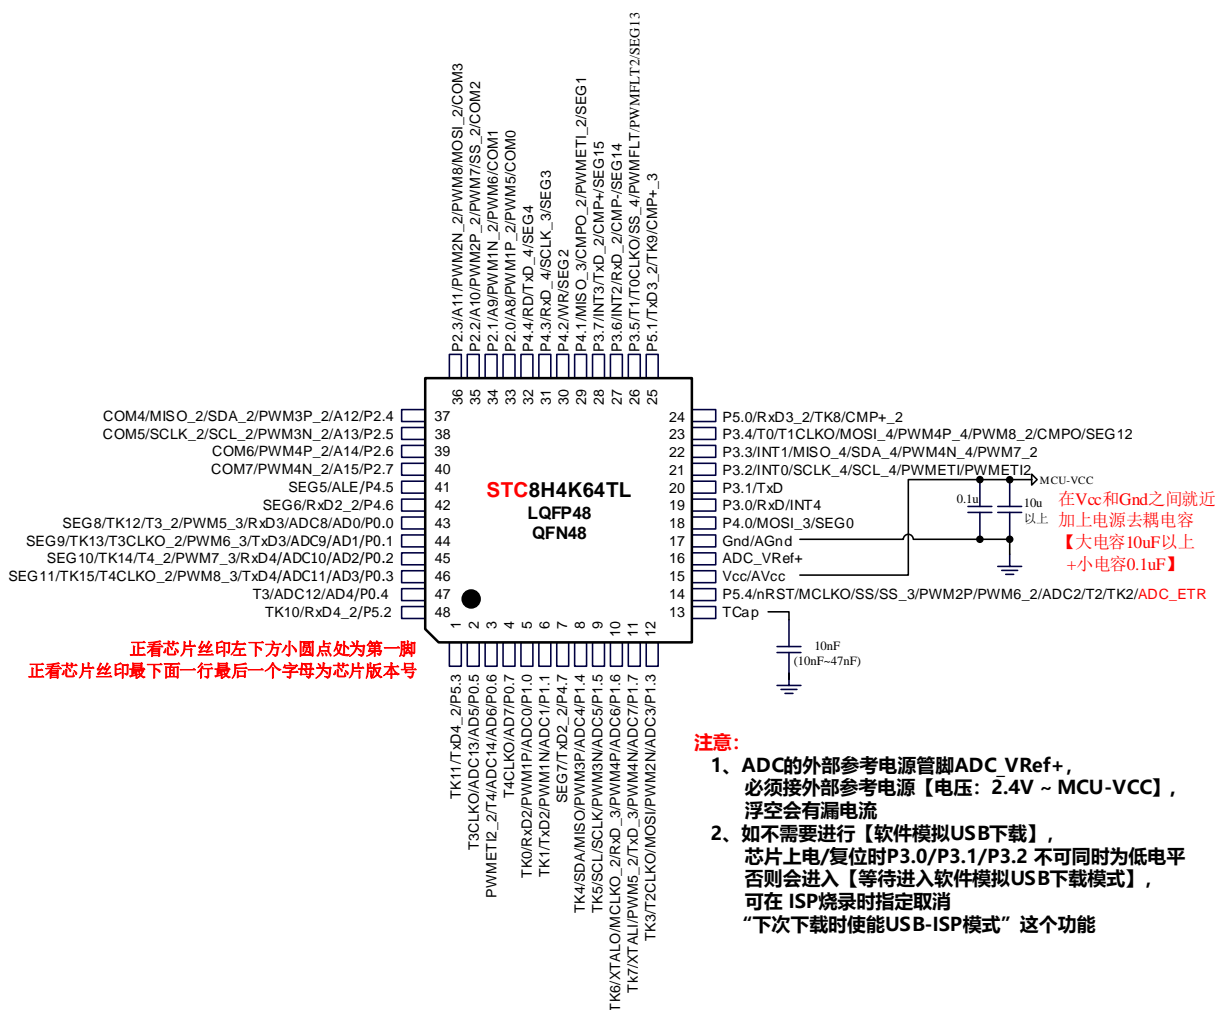 P2.3/A11/PWM2N_2/PWM8/MOSI_2/COM3
P2.2/A10/PWM2P_2/PWM7/SS_2/COM2
P2.1/A9/PWM1N_2/PWM6/COM1
P2.0/A8/PWM1P_2/PWM5/COM0
P4.4/RD/TxD_4/SEG4
P4.3/RxD_4/SCLK_3/SEG3
P4.2/WR/SEG2
P4.1/MISO_3/CMPO_2/PWMETI_2/SEG1
P3.7/INT3/TxD_2/CMP+/SEG15
P3.6/INT2/RxD_2/CMP-/SEG14
P3.5/T1/T0CLKO/SS_4/PWMFLT/PWMFLT2/SEG13
P5.1/TxD3_2/TK9/CMP+_3
36 35 34 33 32 31 30 29 28 27 26 25
COM4/MISO_2/SDA_2/PWM3P_2/A12/P2.4 37
COM5/SCLK_2/SCL_2/PWM3N_2/A13/P2.5 38
COM6/PWM4P_2/A14/P2.6 39
COM7/PWM4N_2/A15/P2.7 40
SEG5/ALE/P4.5 41
SEG6/RxD2_2/P4.6 42
SEG8/TK12/T3_2/PWM5_3/RxD3/ADC8/AD0/P0.0 43
SEG9/TK13/T3CLKO_2/PWM6_3/TxD3/ADC9/AD1/P0.1 44
SEG10/TK14/T4_2/PWM7_3/RxD4/ADC10/AD2/P0.2 45
SEG11/TK15/T4CLKO_2/PWM8_3/TxD4/ADC11/AD3/P0.3 46
T3/ADC12/AD4/P0.4 47
TK10/RxD4_2/P5.2 48
STC8H4K64TL
LQFP48
QFN48
24 P5.0/RxD3_2/TK8/CMP+_2
23 P3.4/T0/T1CLKO/MOSI_4/PWM4P_4/PWM8_2/CMPO/SEG12
22 P3.3/INT1/MISO_4/SDA_4/PWM4N_4/PWM7_2
21 P3.2/INT0/SCLK_4/SCL_4/PWMETI/PWMETI2
20 P3.1/TxD
19 P3.0/RxD/INT4
18 P4.0/MOSI_3/SEG0
17 Gnd/AGnd
16 ADC_VRef+
15 Vcc/AVcc
14 P5.4/nRST/MCLKO/SS/SS_3/PWM2P/PWM6_2/ADC2/T2/TK2/ADC_ETR
13 TCap
MCU-VCC
0.1u
10u
以上
在Vcc和Gnd之间就近
加上电源去耦电容
【大电容10uF以上
+小电容0.1uF】
10nF
(10nF~47nF)
正看芯片丝印左下方小圆点处为第一脚
正看芯片丝印最下面一行最后一个字母为芯片版本号
1 2 3 4 5 6 7 8 9 10 11 12
TK11/TxD4_2/P5.3
T3CLKO/ADC13/AD5/P0.5
PWMETI2_2/T4/ADC14/AD6/P0.6
T4CLKO/AD7/P0.7
TK0/RxD2/PWM1P/ADC0/P1.0
TK1/TxD2/PWM1N/ADC1/P1.1
SEG7/TxD2_2/P4.7
TK4/SDA/MISO/PWM3P/ADC4/P1.4
TK5/SCL/SCLK/PWM3N/ADC5/P1.5
TK6/XTALO/MCLKO_2/RxD_3/PWM4P/ADC6/P1.6
Tk7/XTALI/PWM5_2/TxD_3/PWM4N/ADC7/P1.7
TK3/T2CLKO/MOSI/PWM2N/ADC3/P1.3
注意：
1、ADC的外部参考电源管脚ADC_VRef+，
必须接外部参考电源【电压：2.4V ~ MCU-VCC】，
浮空会有漏电流
2、如不需要进行【软件模拟USB下载】，
芯片上电/复位时P3.0/P3.1/P3.2 不可同时为低电平
否则会进入【等待进入软件模拟USB下载模式】，
可在 ISP烧录时指定取消
“下次下载时使能USB-ISP模式”这个功能